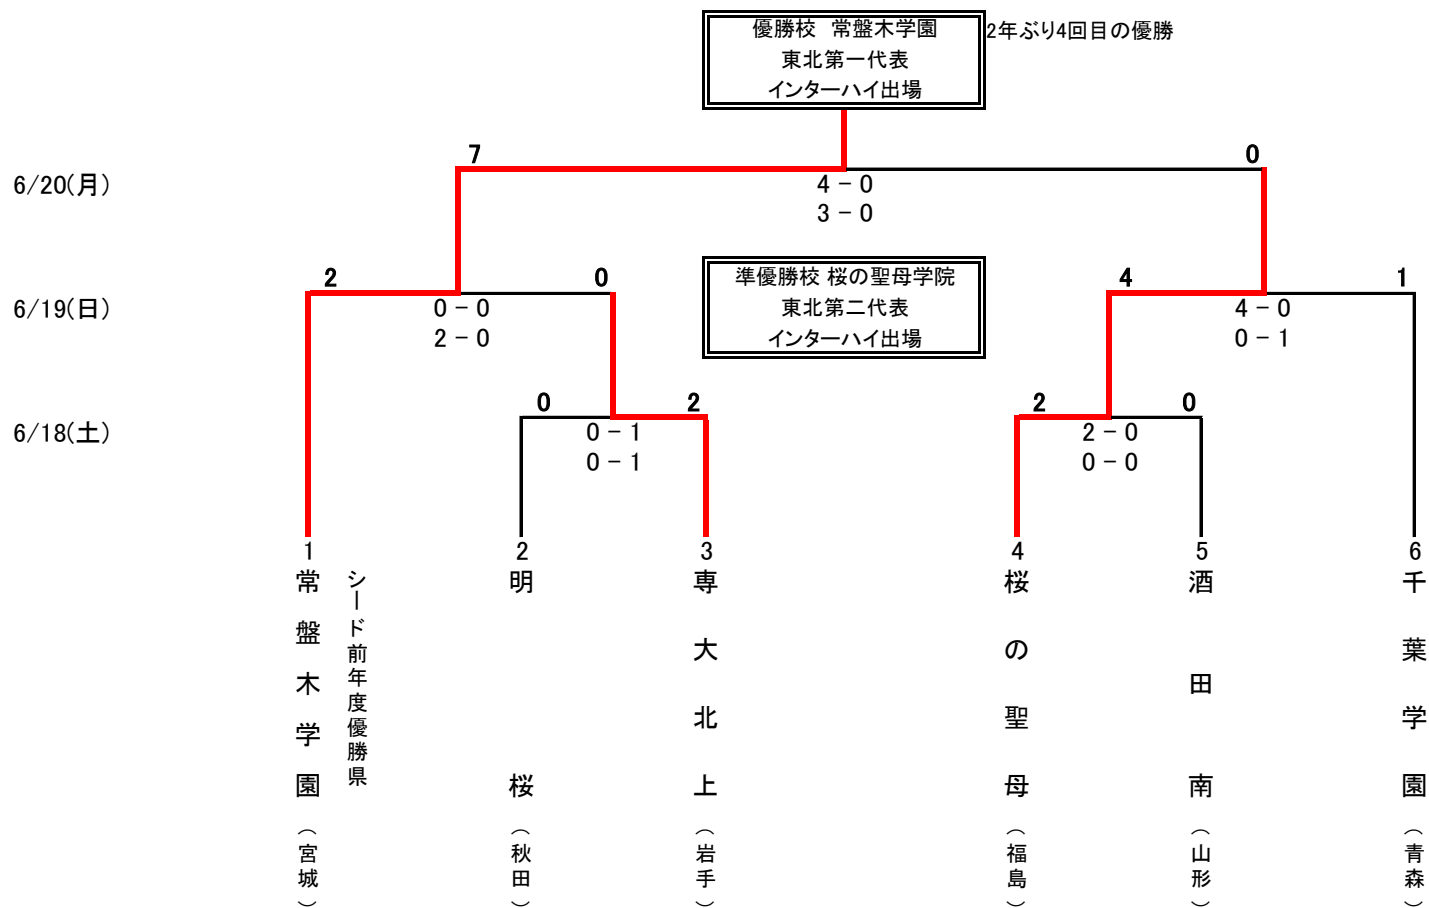 優勝校 常盤木学園
東北第一代表
インターハイ出場
2年ぶり4回目の優勝
7
0
6/20(月)
4 − 0
3 − 0
2
0
準優勝校 桜の聖母学院
東北第二代表
インターハイ出場
4
1
6/19(日)
0 − 0
2 − 0
4 − 0
0 − 1
0
2
2
0
6/18(土)
0 − 1
0 − 1
2 − 0
0 − 0
1
常盤木学園
（宮城）
シード前年度優勝県
2
明桜
（秋田）
3
専大北上
（岩手）
4
桜の聖母
（福島）
5
酒田南
（山形）
6
千葉学園
（青森）